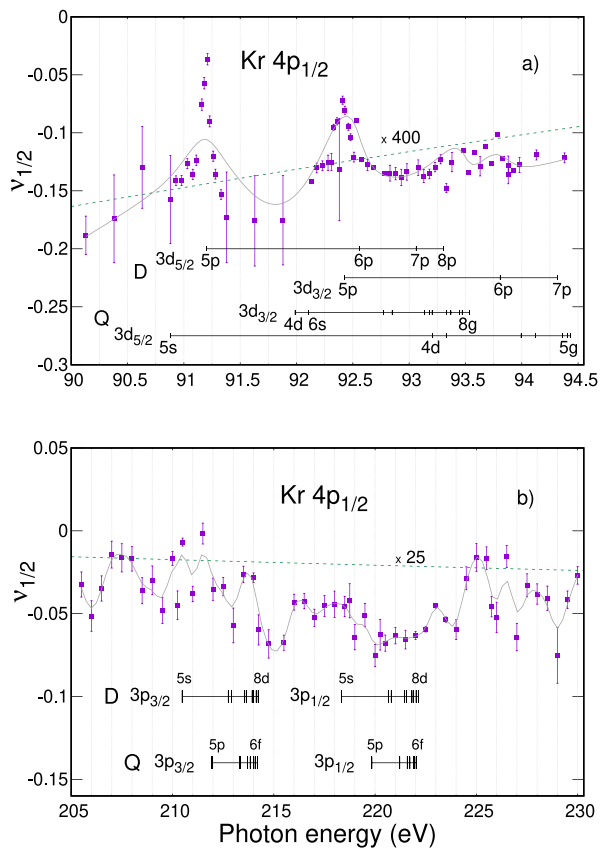 0
Kr 4p1/2
a)
-0.05
-0.1
x 400
ν1/2
-0.15
-0.2
D 3d5/2 5p 6p 7p 8p
3d3/2 5p 6p 7p
-0.25
Q 3d3/2 4d 6s 8g
3d5/2 5s 4d 5g
-0.3
90 90.5 91 91.5 92 92.5 93 93.5 94 94.5
0.05
Kr 4p1/2
b)
0
x 25
ν1/2
-0.05
5s 8d 5s 8d
-0.1
D 3p3/2 3p1/2
5p 6f 5p 6f
Q 3p3/2 3p1/2
-0.15
205 210 215 220 225 230
Photon energy (eV)